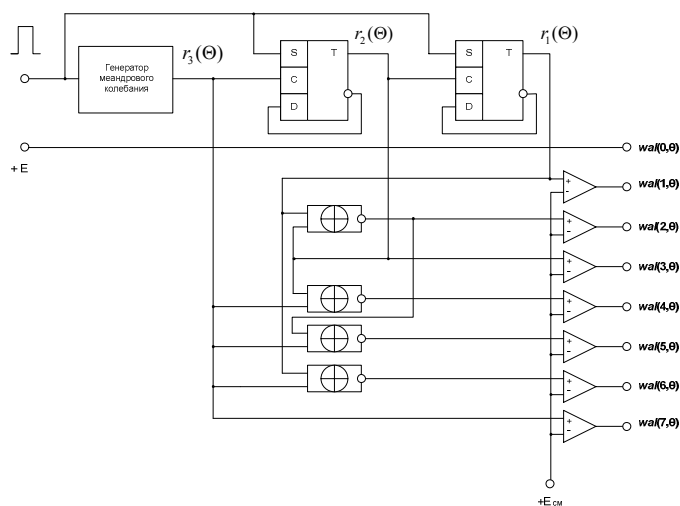 r₃(Θ)
r₂(Θ)
r₁(Θ)
Генератор
меандрового
колебания
S
T
C
D
S
T
C
D
+ E
wal(0,θ)
+
−
wal(1,θ)
+
−
wal(2,θ)
+
−
wal(3,θ)
+
−
wal(4,θ)
+
−
wal(5,θ)
+
−
wal(6,θ)
+
−
wal(7,θ)
+Eсм